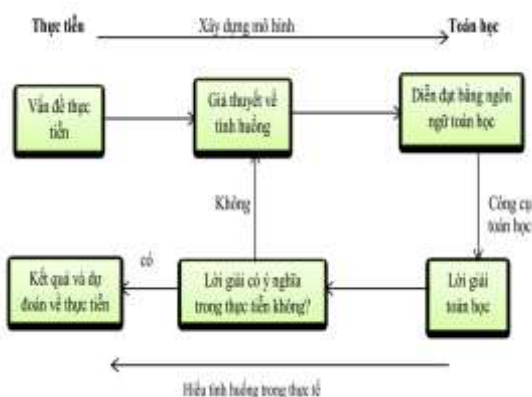 Thực tiễn
Xây dựng mô hình
Toán học
Vấn đề thực
tiễn
Giả thuyết về
tình huống
Diễn đạt bằng ngôn
ngữ toán học
Không
Công cụ
toán học
có
Kết quả và dự
đoán về thực tiễn
Lời giải có ý nghĩa
trong thực tiễn không?
Lời giải
toán học
Hiểu tình huống trong thực tế